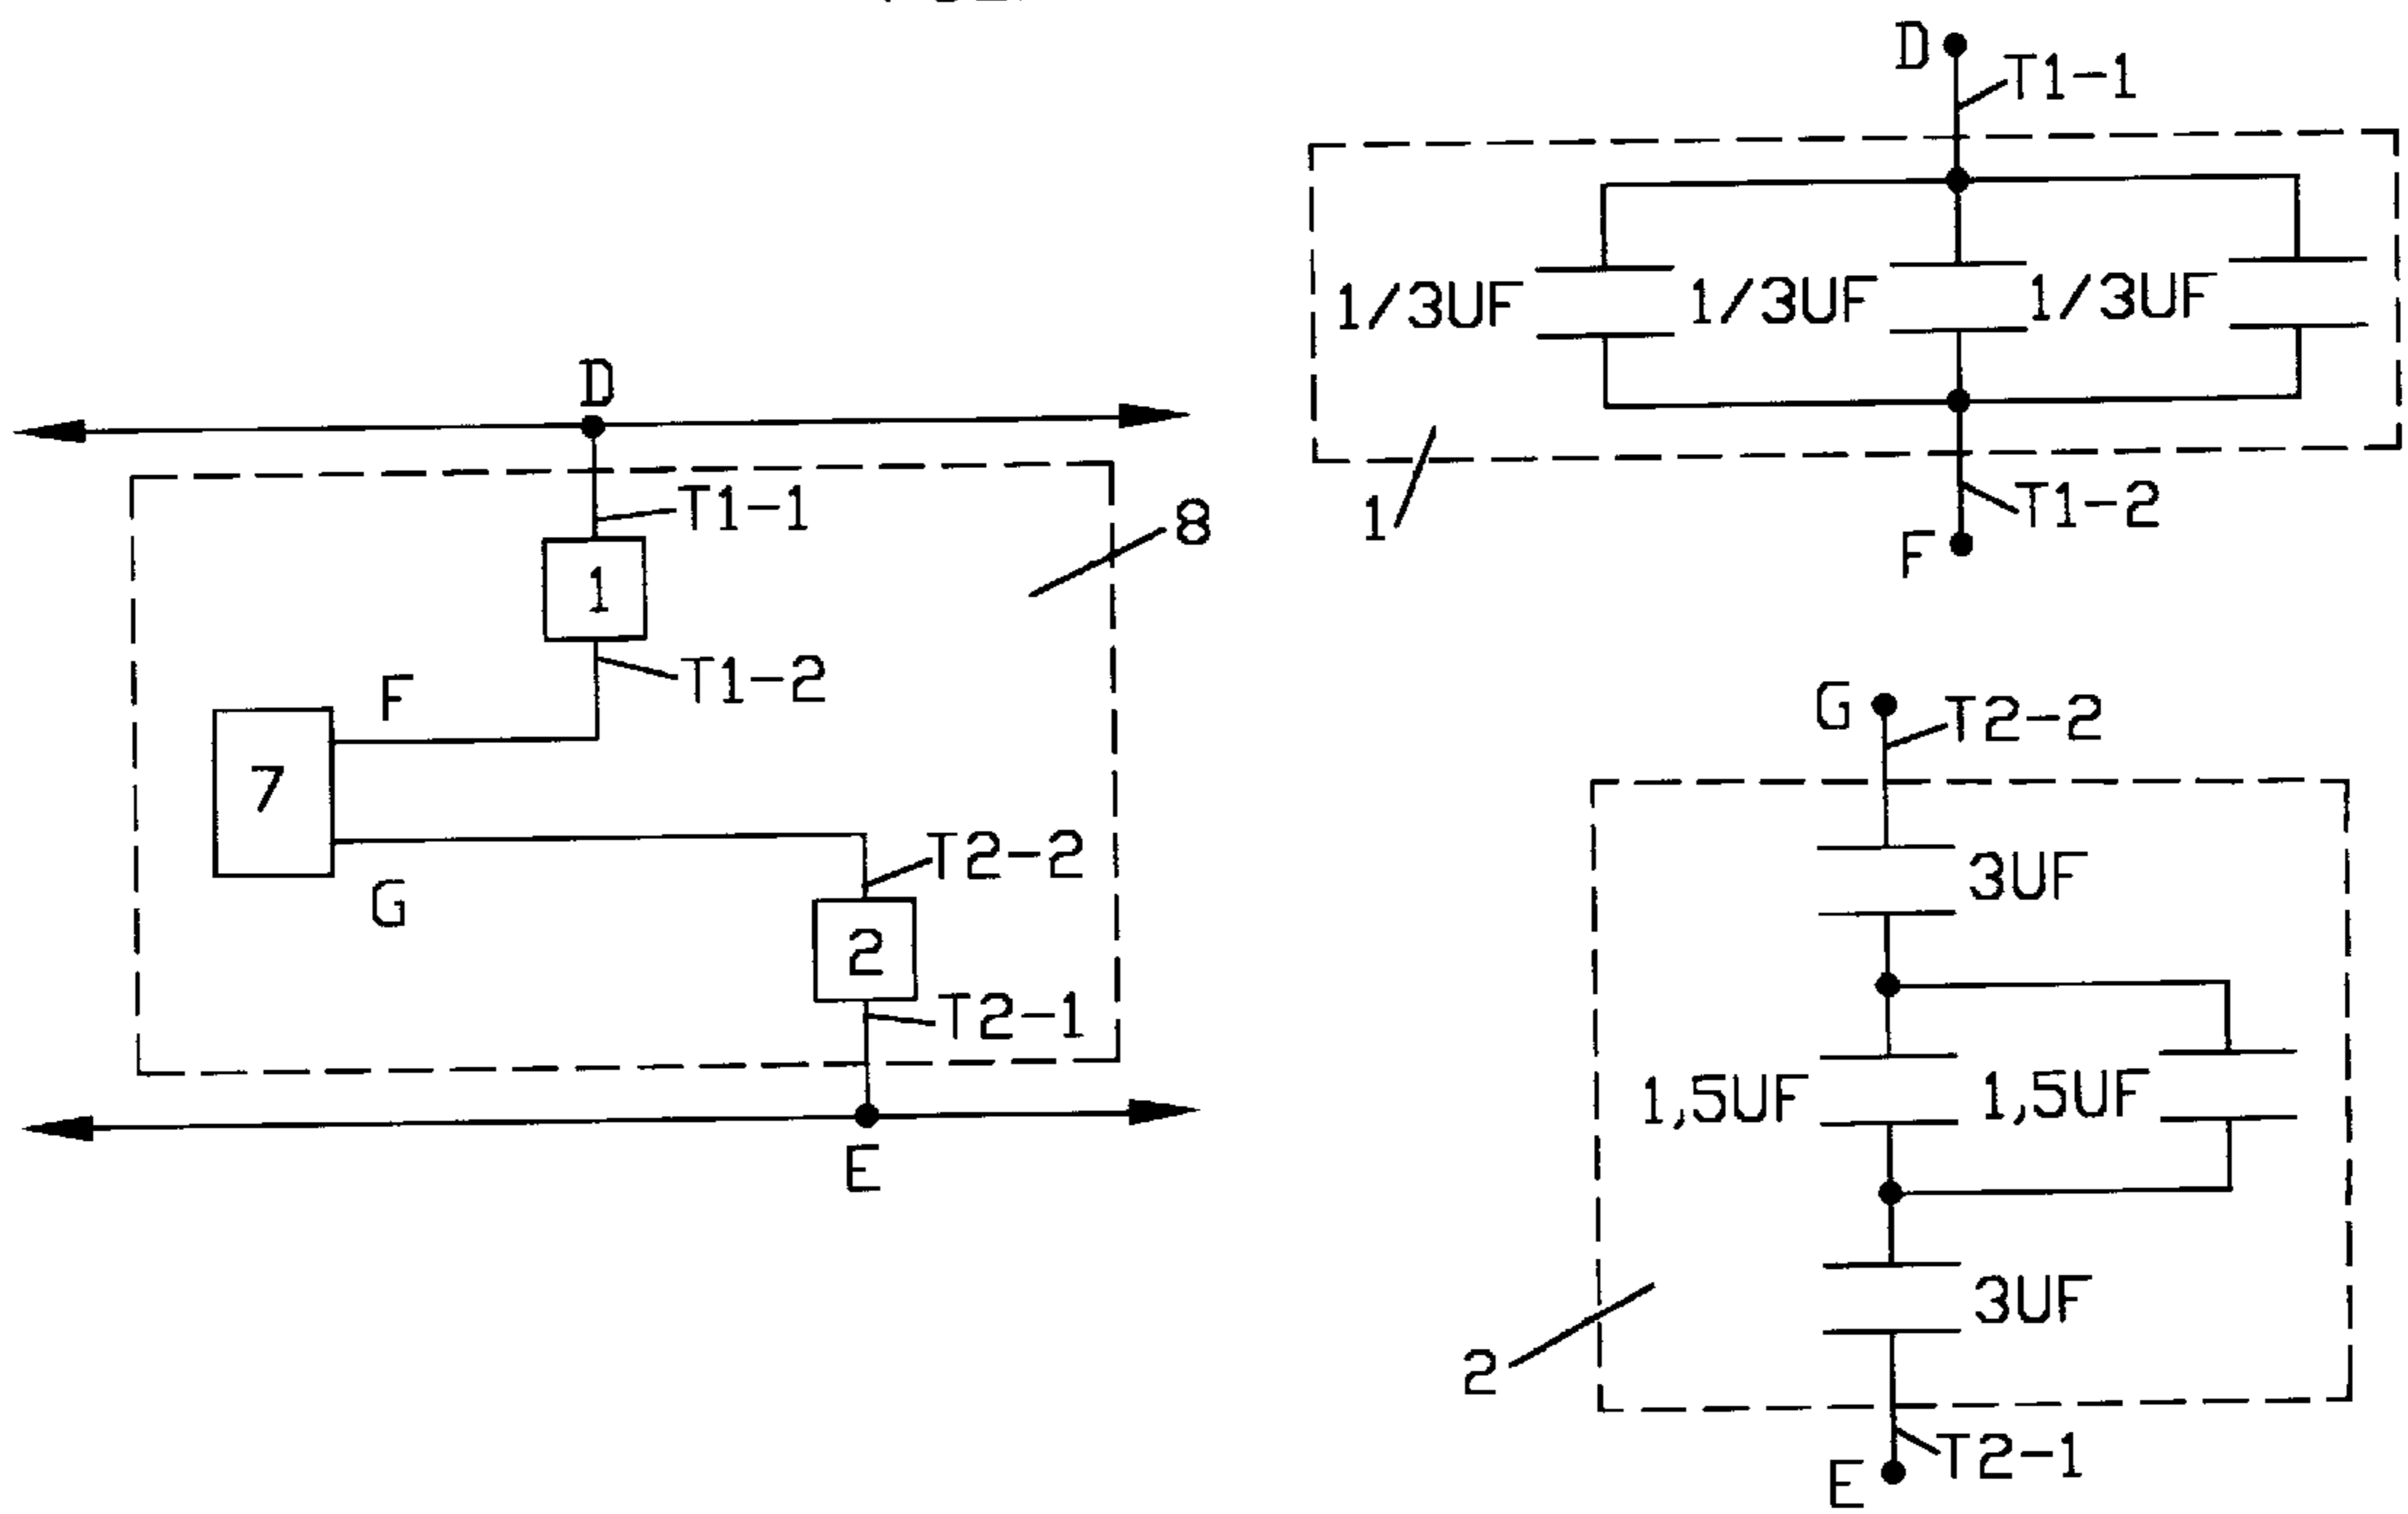 D
T1-1
1
T1-2
F
7
G
T2-2
2
T2-1
E
8
D
T1-1
1/3UF 1/3UF 1/3UF
1
T1-2
F
G
T2-2
3UF
1,5UF 1,5UF
3UF
2
T2-1
E